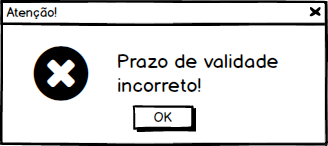 Atenção!
Prazo de validade
incorreto!
OK